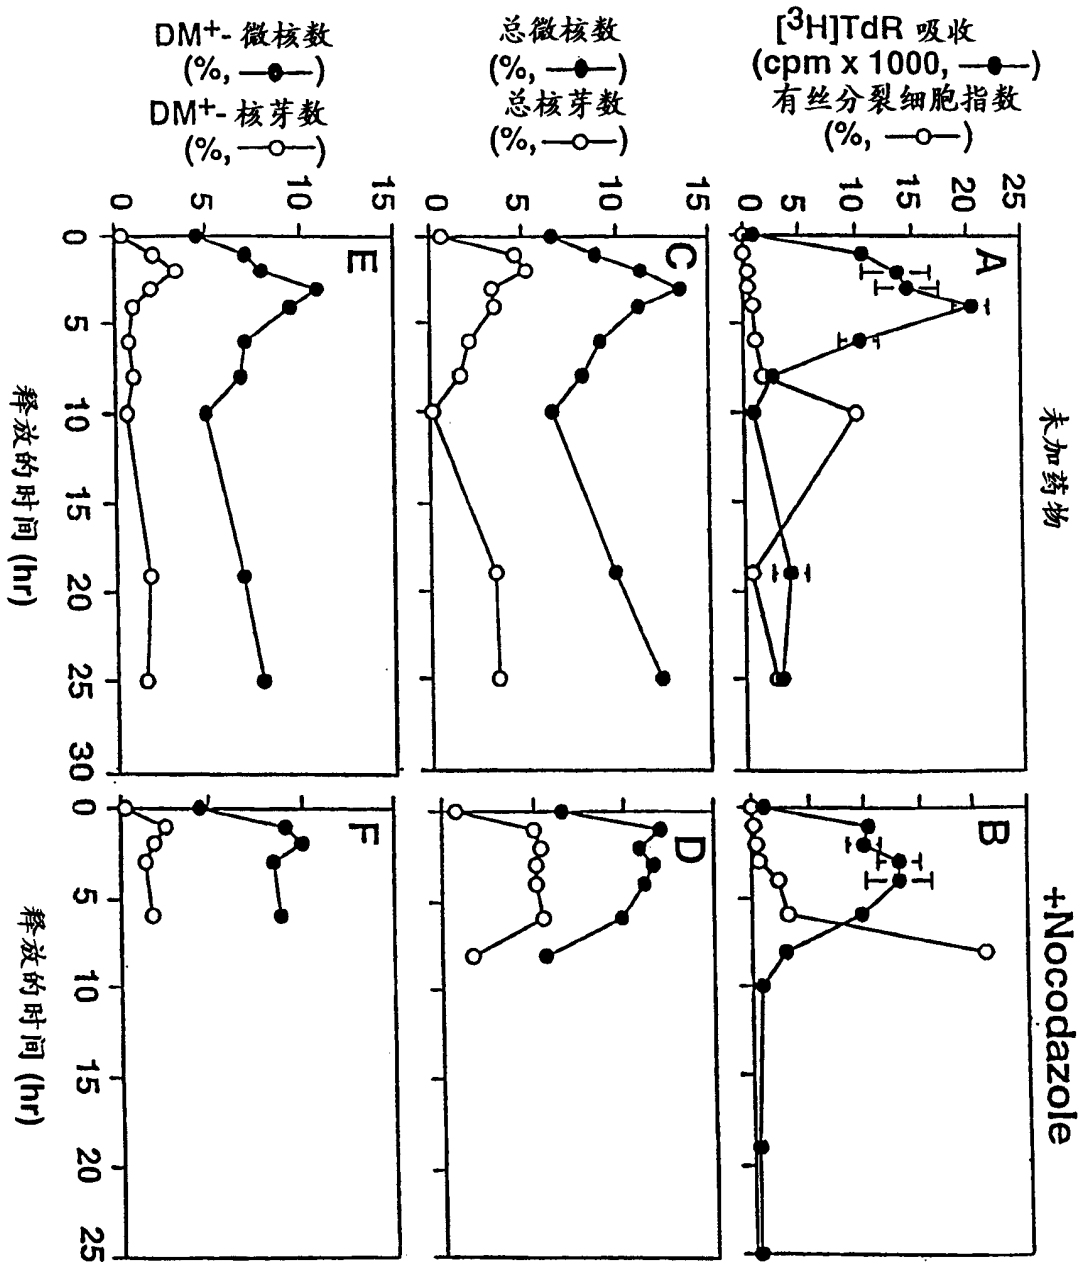 DM⁺- 微核数
(%, —●—)
DM⁺- 核芽数
(%, —○—)
总微核数
(%, —●—)
总核芽数
(%, —○—)
[³H]TdR 吸收
(cpm x 1000, —●—)
有丝分裂细胞指数
(%, —○—)
0 5 10 15
0 5 10 15
0 5 10 15 20 25
E
C
A
0 5 10 15 20 25 30
释放的时间 (hr)
未加药物
F
D
B
0 5 10 15 20 25
释放的时间 (hr)
+Nocodazole